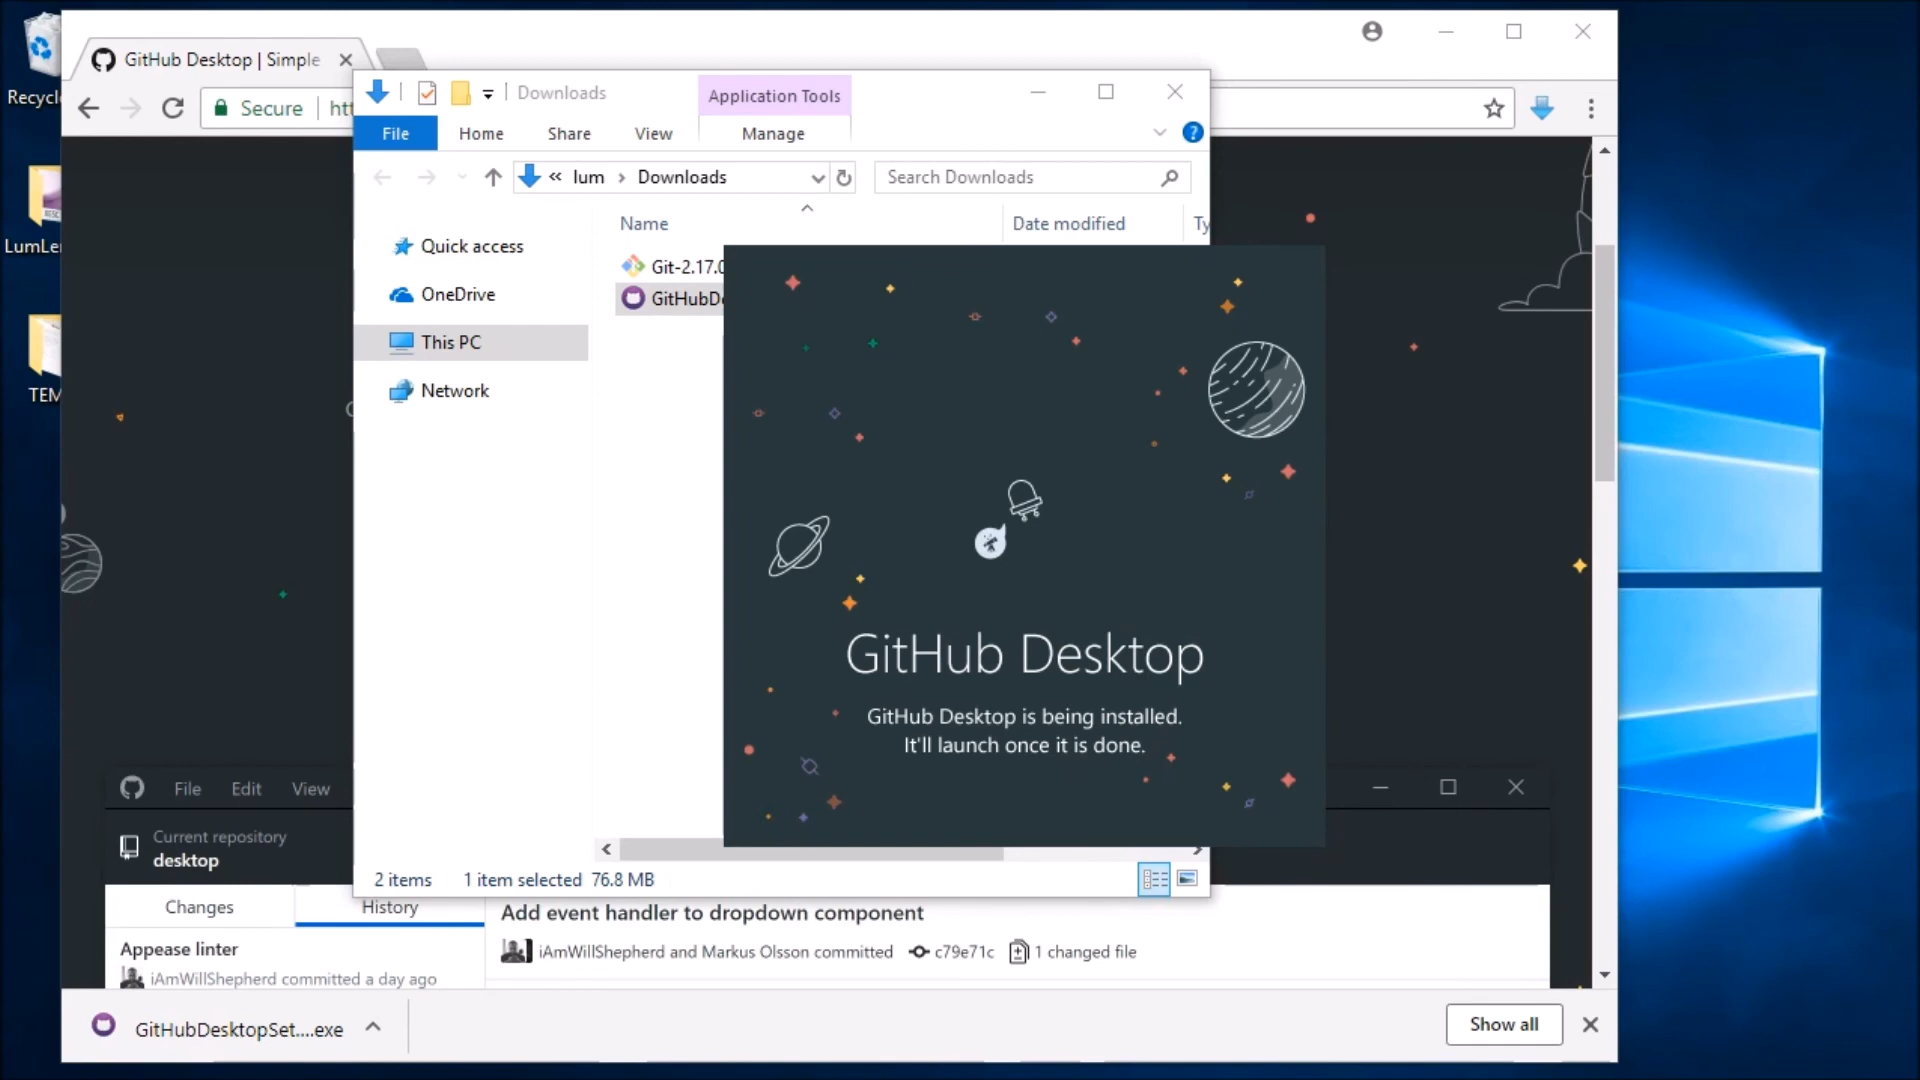 Recycl
LumLe
TEM
GitHub Desktop | Simple
Secure
htt
Downloads
Application Tools
File Home Share View Manage
lum > Downloads
Search Downloads
Name Date modified Ty
Quick access
OneDrive
This PC
Network
Git-2.17.0
GitHubDe
GitHub Desktop
GitHub Desktop is being installed.
It'll launch once it is done.
2 items 1 item selected 76.8 MB
File Edit View
Current repository
desktop
Changes History
Appease linter
iAmWillShepherd committed a day ago
Add event handler to dropdown component
iAmWillShepherd and Markus Olsson committed c79e71c 1 changed file
GitHubDesktopSet....exe
Show all